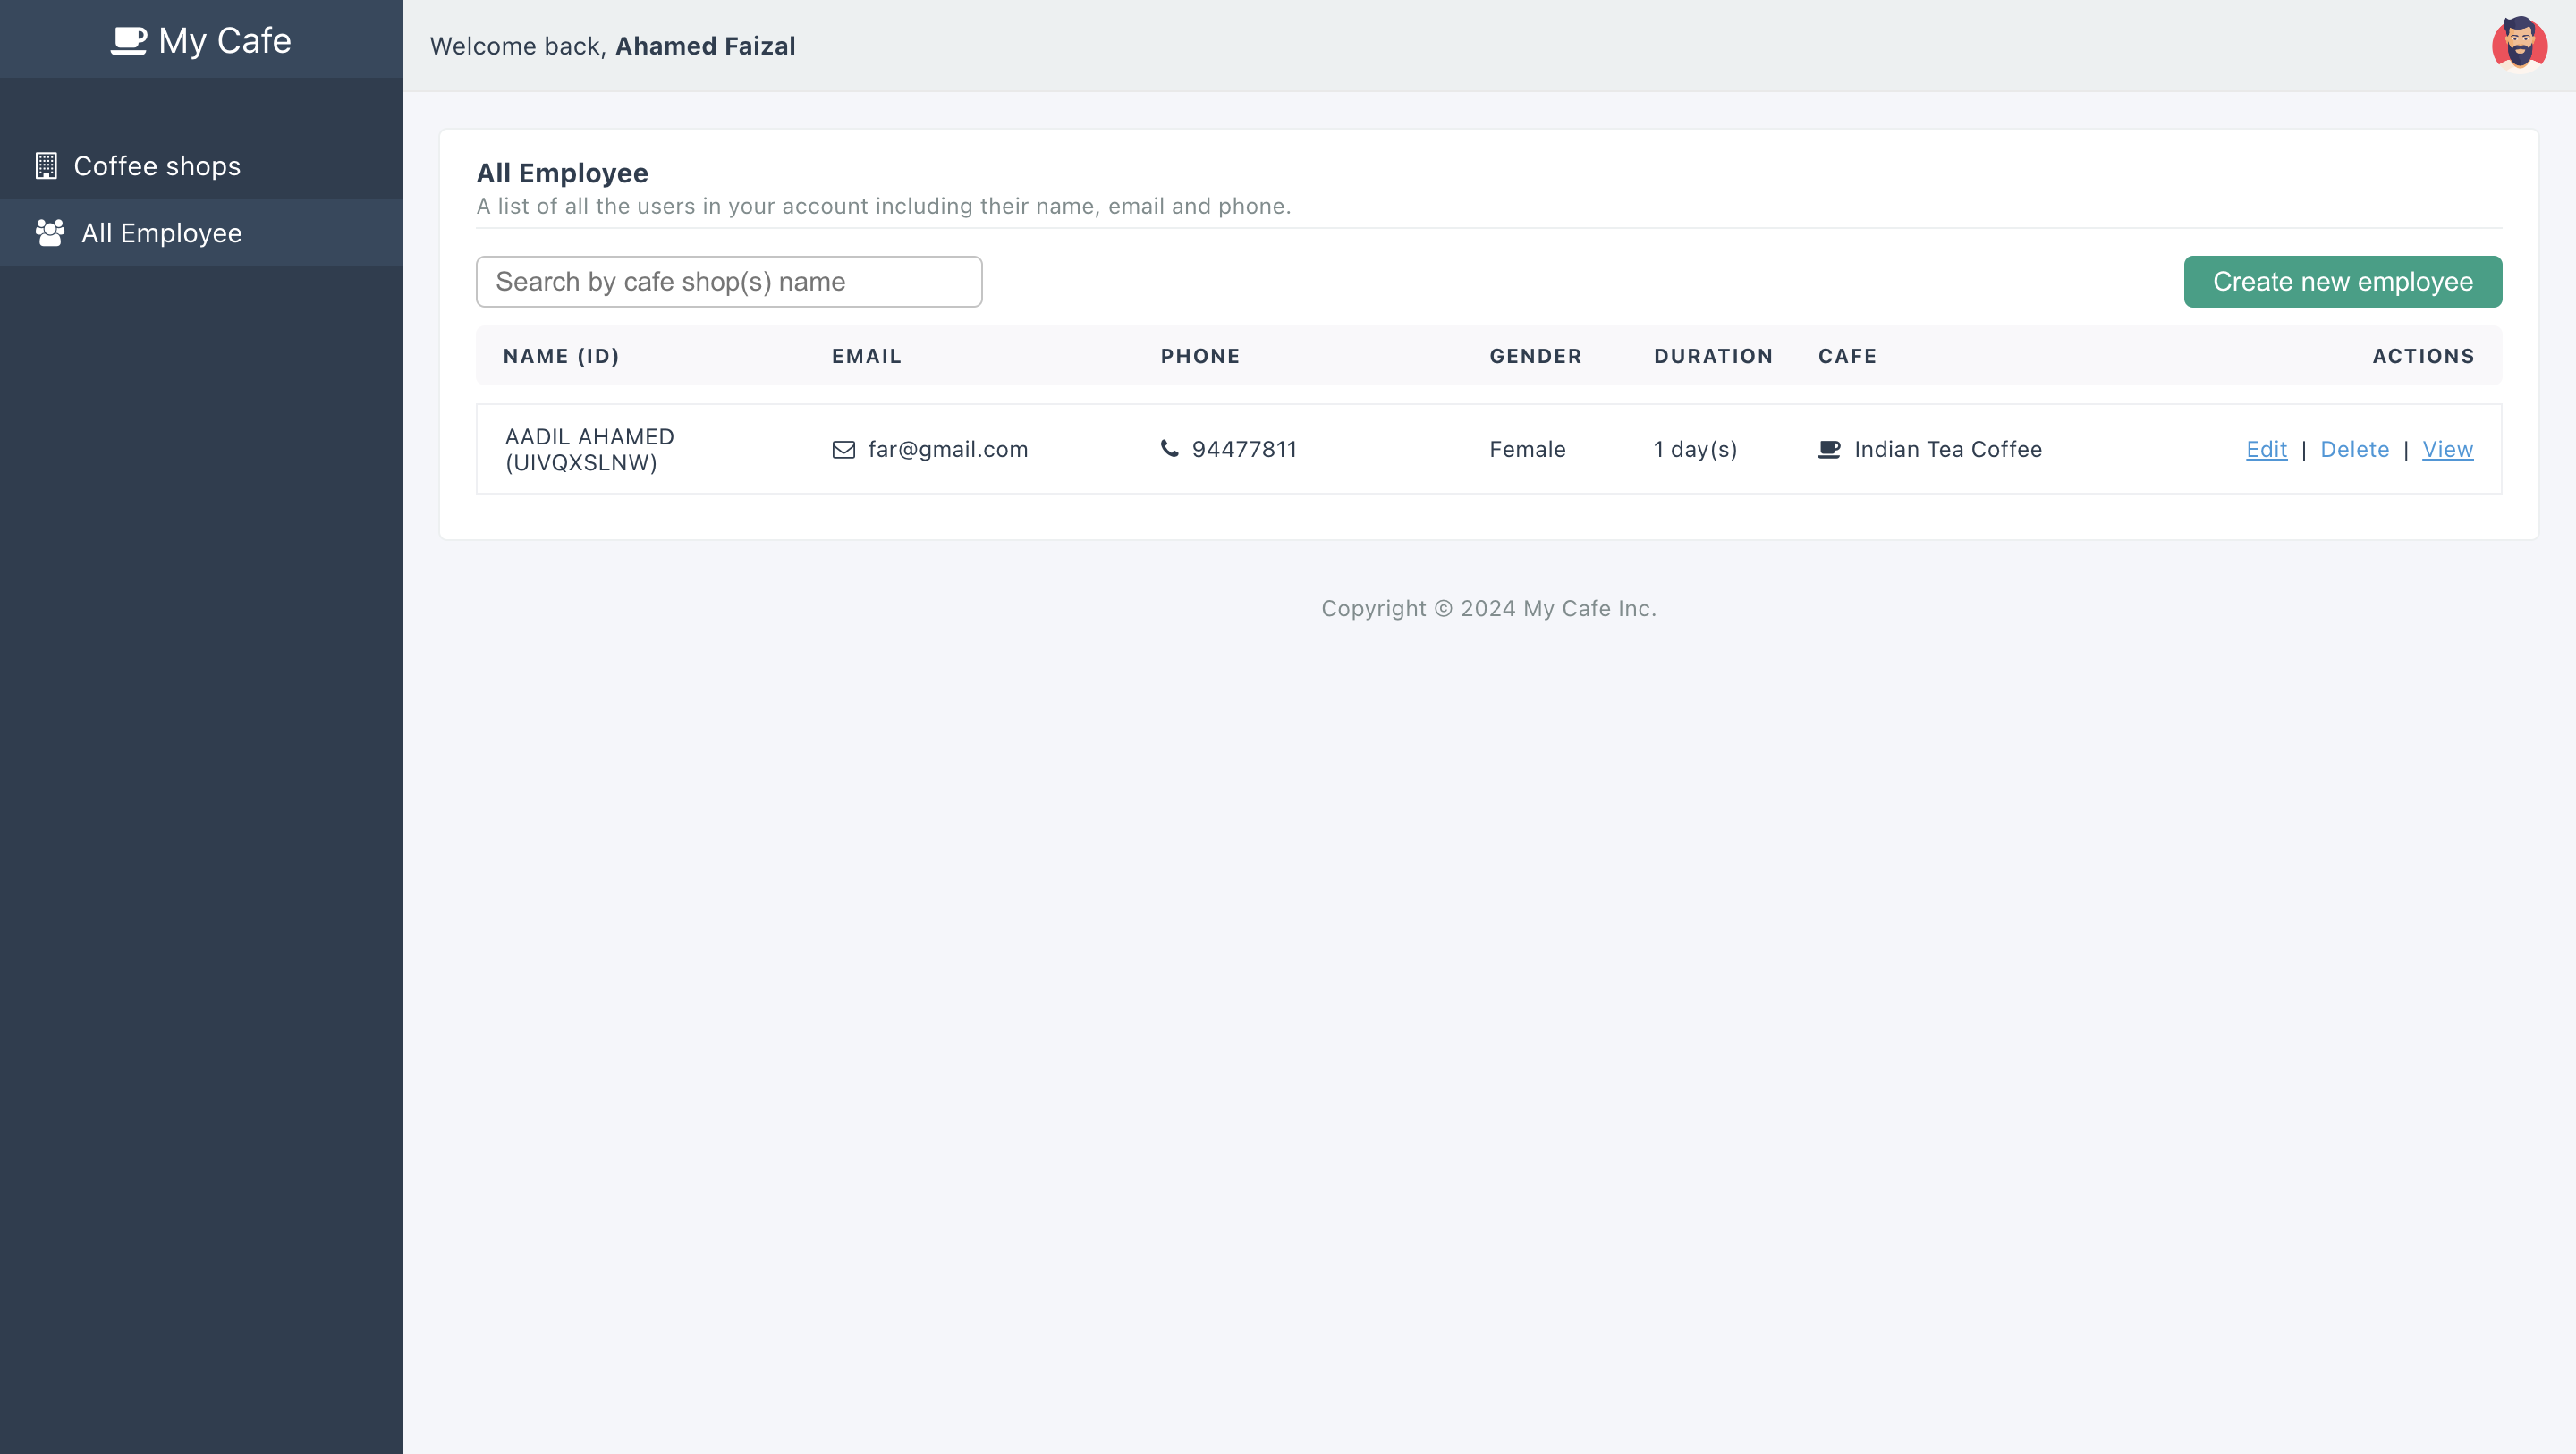 My Cafe
Welcome back, Ahamed Faizal
Coffee shops
All Employee
All Employee
A list of all the users in your account including their name, email and phone.
Search by cafe shop(s) name
Create new employee
NAME (ID) EMAIL PHONE GENDER DURATION CAFE ACTIONS
AADIL AHAMED
(UIVQXSLNW)
far@gmail.com 94477811 Female 1 day(s) Indian Tea Coffee Edit | Delete | View
Copyright © 2024 My Cafe Inc.